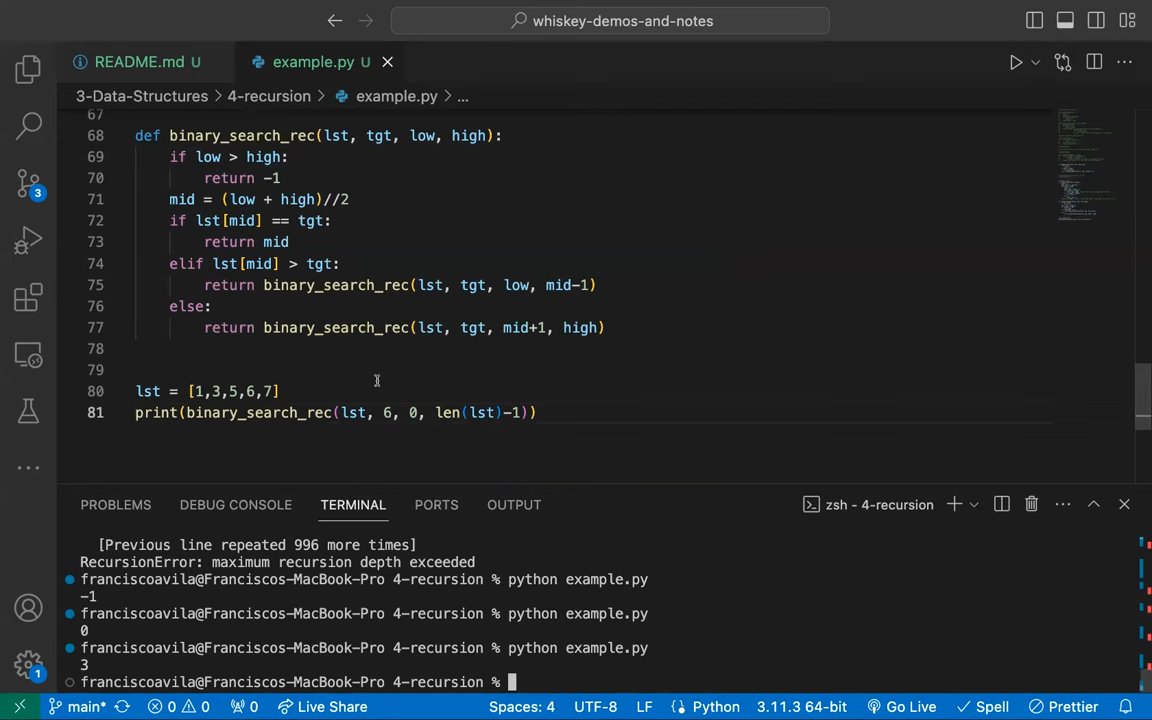 whiskey-demos-and-notes
README.md U
example.py U
3-Data-Structures > 4-recursion > example.py > ...
67
68 def binary_search_rec(lst, tgt, low, high):
69 if low > high:
70 return -1
71 mid = (low + high)//2
72 if lst[mid] == tgt:
73 return mid
74 elif lst[mid] > tgt:
75 return binary_search_rec(lst, tgt, low, mid-1)
76 else:
77 return binary_search_rec(lst, tgt, mid+1, high)
78
79
80 lst = [1,3,5,6,7]
81 print(binary_search_rec(lst, 6, 0, len(lst)-1))
3
PROBLEMS DEBUG CONSOLE TERMINAL PORTS OUTPUT zsh - 4-recursion
[Previous line repeated 996 more times]
RecursionError: maximum recursion depth exceeded
franciscoavila@Franciscos-MacBook-Pro 4-recursion % python example.py
-1
franciscoavila@Franciscos-MacBook-Pro 4-recursion % python example.py
0
franciscoavila@Franciscos-MacBook-Pro 4-recursion % python example.py
3
franciscoavila@Franciscos-MacBook-Pro 4-recursion %
1
main* 0 0 0 Live Share Spaces: 4 UTF-8 LF Python 3.11.3 64-bit Go Live Spell Prettier